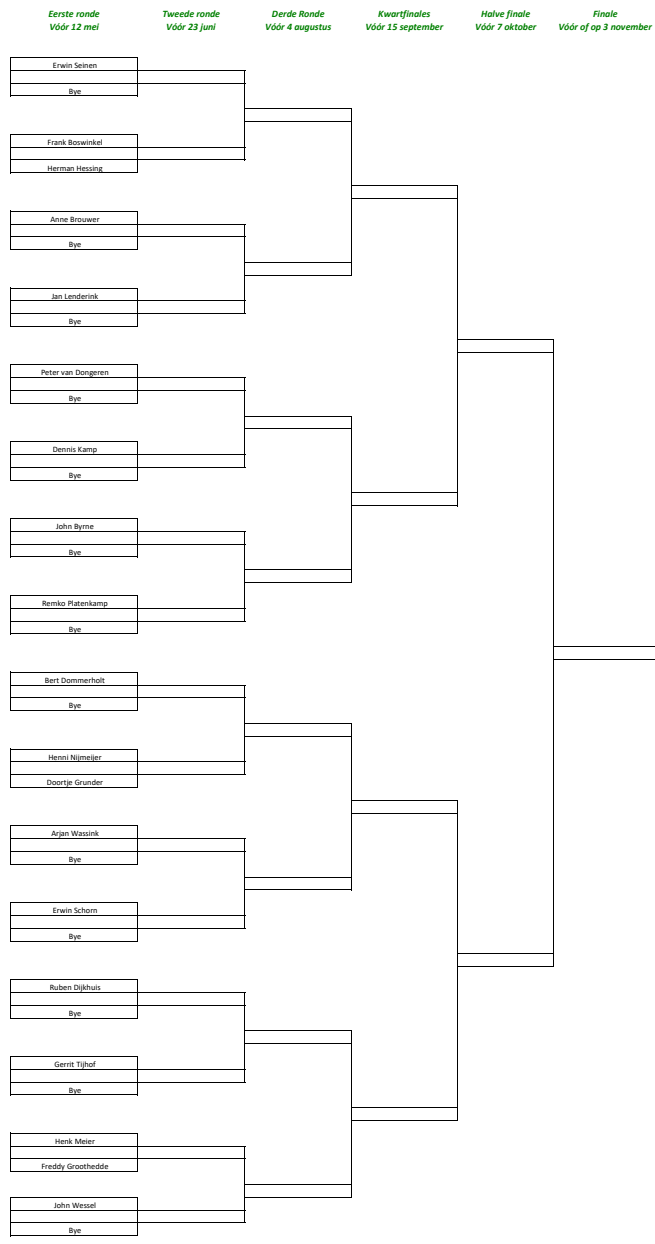 Eerste ronde Tweede ronde Derde Ronde Kwartfinales Halve finale Finale
Vóór 12 mei Vóór 23 juni Vóór 4 augustus Vóór 15 september Vóór 7 oktober Vóór of op 3 november
Erwin Seinen
Bye
Frank Boswinkel
Herman Hessing
Anne Brouwer
Bye
Jan Lenderink
Bye
Peter van Dongeren
Bye
Dennis Kamp
Bye
John Byrne
Bye
Remko Platenkamp
Bye
Bert Dommerholt
Bye
Henni Nijmeijer
Doortje Grunder
Arjan Wassink
Bye
Erwin Schorn
Bye
Ruben Dijkhuis
Bye
Gerrit Tijhof
Bye
Henk Meier
Freddy Groothedde
John Wessel
Bye